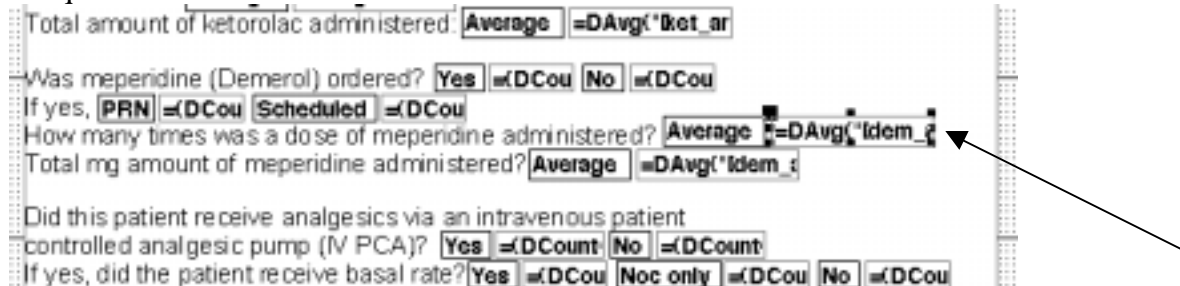 Total amount of ketorolac administered: Average =DAvg("[ket_ar
Was meperidine (Demerol) ordered? Yes =(DCou No =(DCou
If yes, PRN =(DCou Scheduled =(DCou
How many times was a dose of meperidine administered? Average =DAvg("[dem_a
Total mg amount of meperidine administered? Average =DAvg("[dem_a
Did this patient receive analgesics via an intravenous patient
controlled analgesic pump (IV PCA)? Yes =(DCount No =(DCount
If yes, did the patient receive basal rate? Yes =(DCou Noc only =(DCou No =(DCou